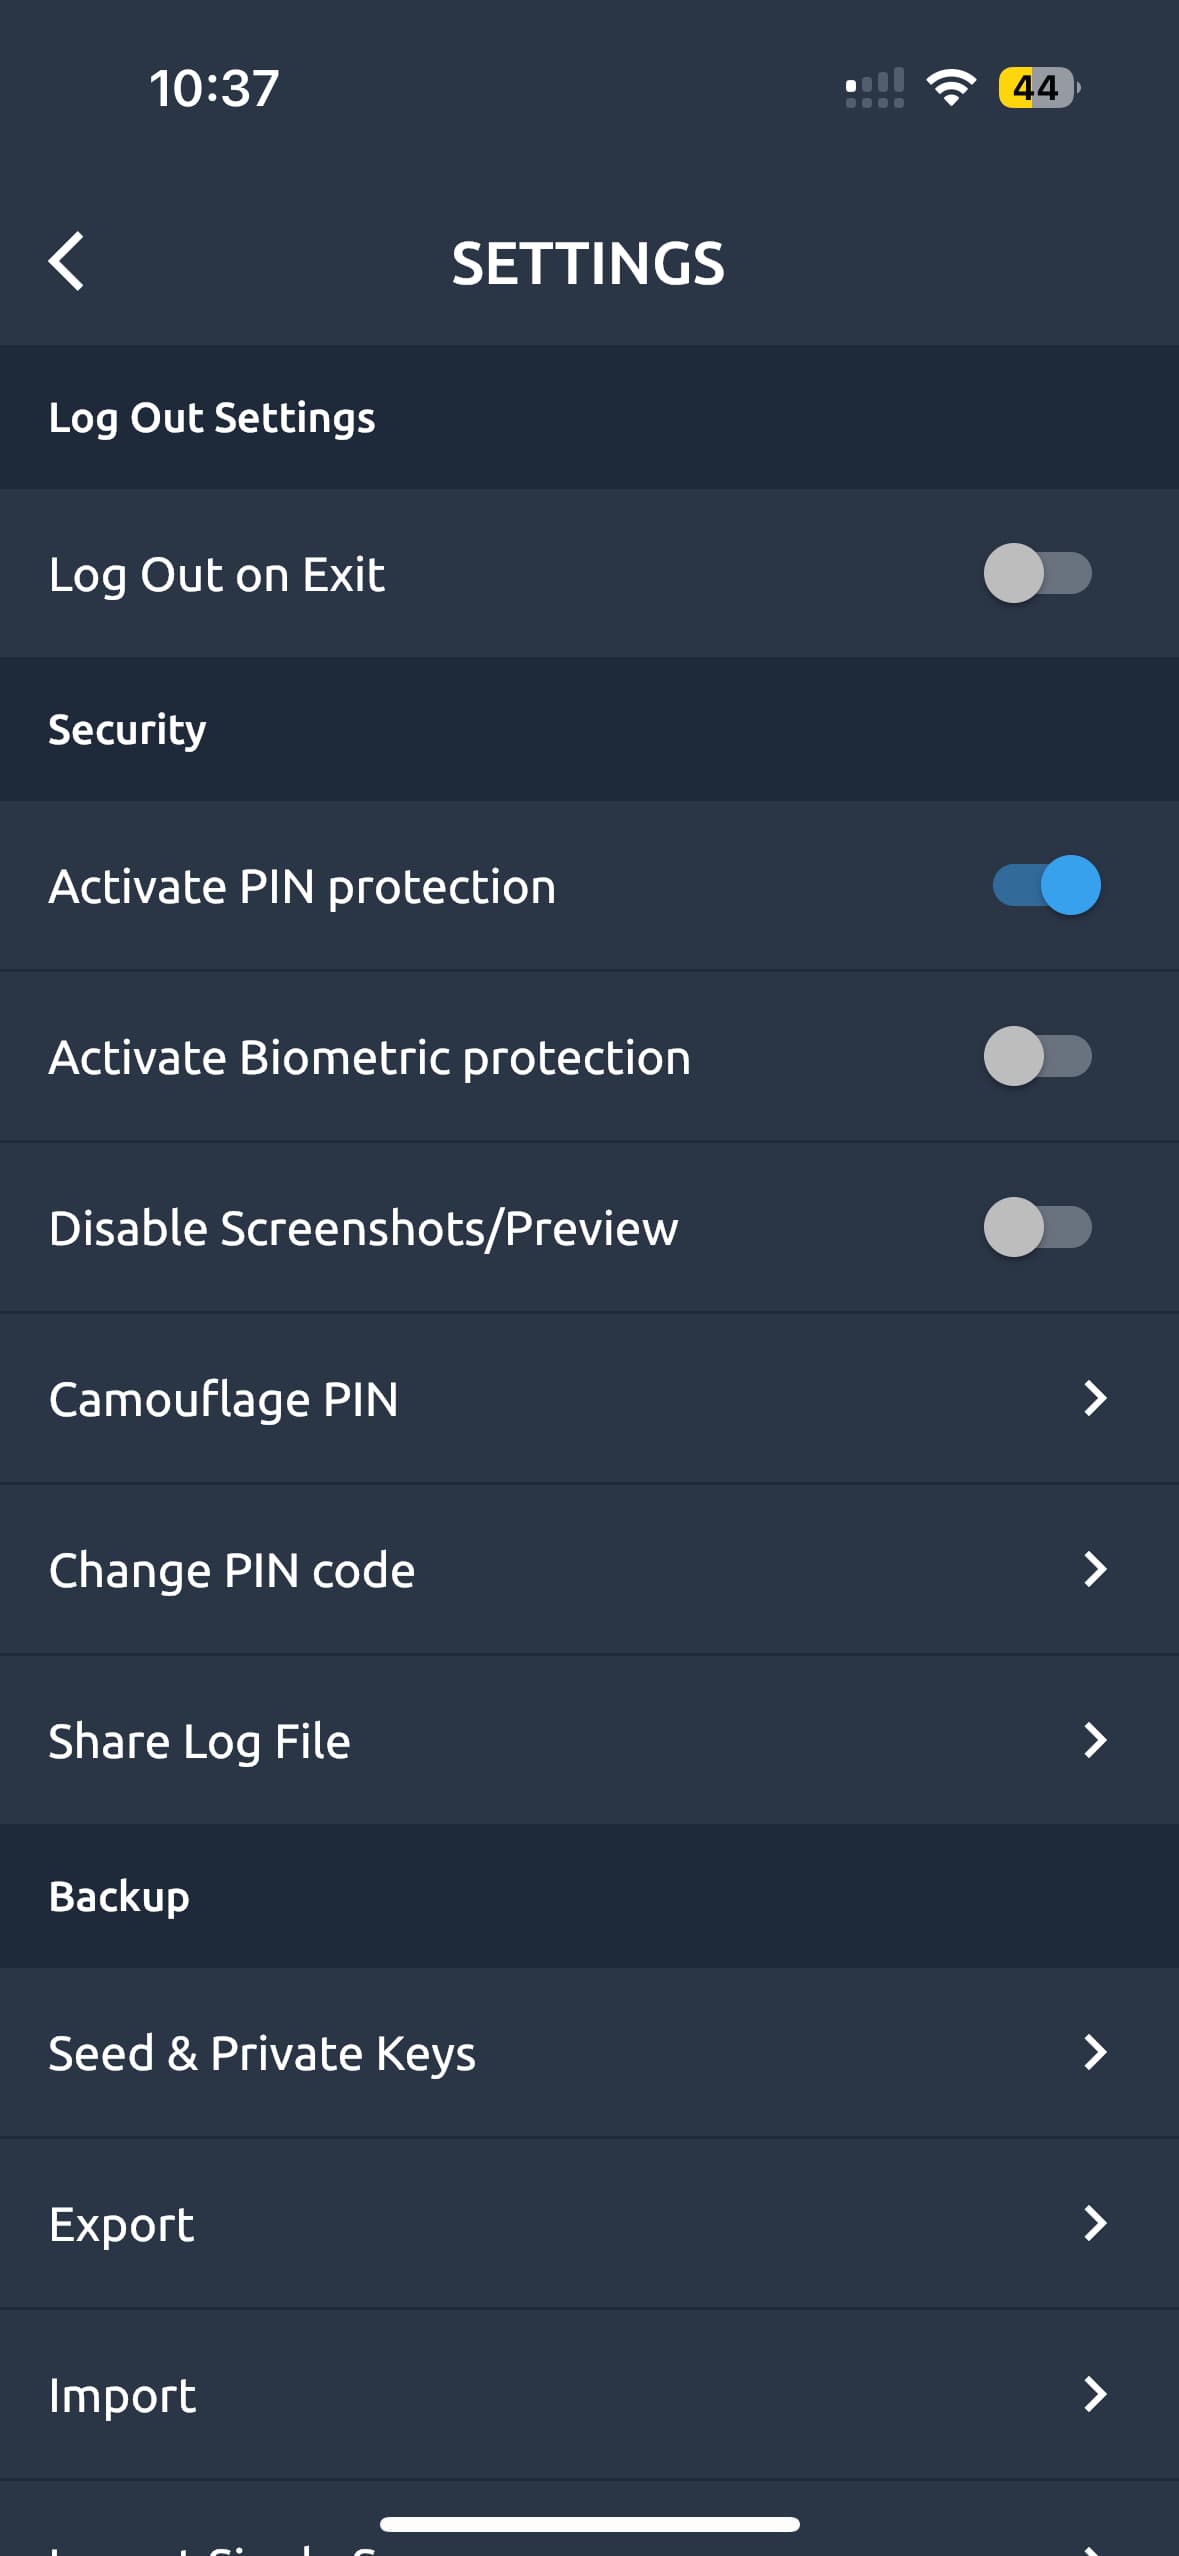 10:37
44
SETTINGS
Log Out Settings
Log Out on Exit
Security
Activate PIN protection
Activate Biometric protection
Disable Screenshots/Preview
Camouflage PIN
Change PIN code
Share Log File
Backup
Seed & Private Keys
Export
Import